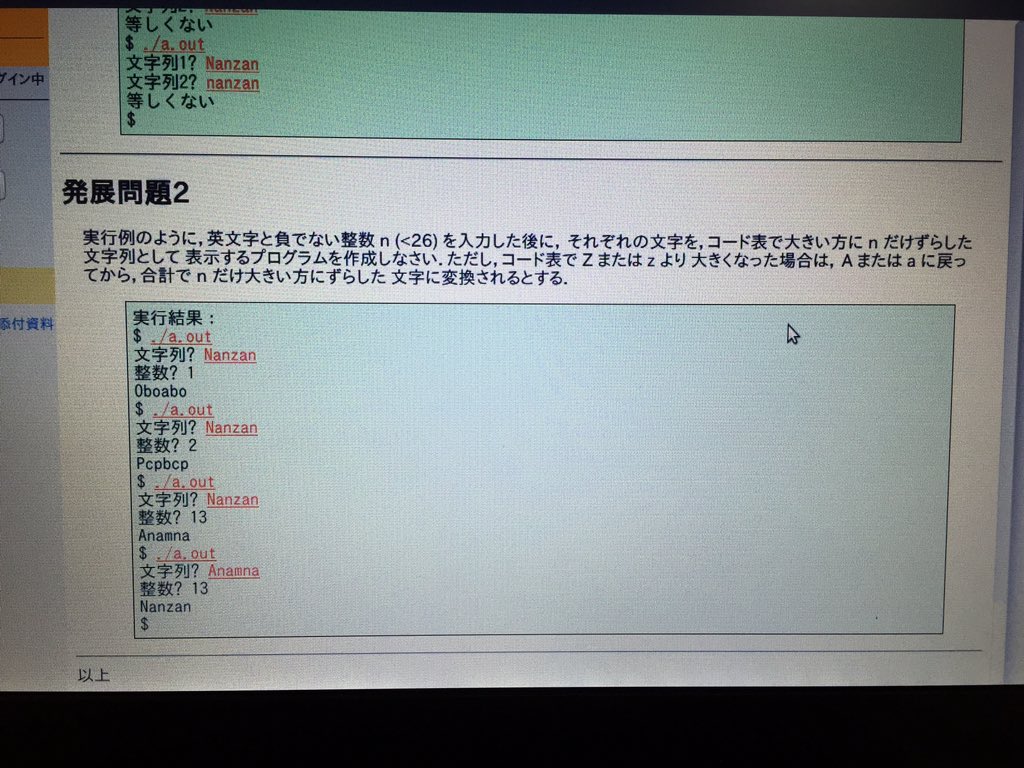 文字列2? nanzan
等しくない
$ ./a.out
文字列1? Nanzan
文字列2? nanzan
等しくない
$
グイン中
添付資料
発展問題2
実行例のように, 英文字と負でない整数 n (<26) を入力した後に, それぞれの文字を, コード表で大きい方に n だけずらした
文字列として 表示するプログラムを作成しなさい. ただし, コード表で Z または z より 大きくなった場合は, A または a に戻っ
てから, 合計で n だけ大きい方にずらした 文字に変換されるとする.
実行結果 :
$ ./a.out
文字列? Nanzan
整数? 1
Oboabo
$ ./a.out
文字列? Nanzan
整数? 2
Pcpbcp
$ ./a.out
文字列? Nanzan
整数? 13
Anamna
$ ./a.out
文字列? Anamna
整数? 13
Nanzan
$
以上